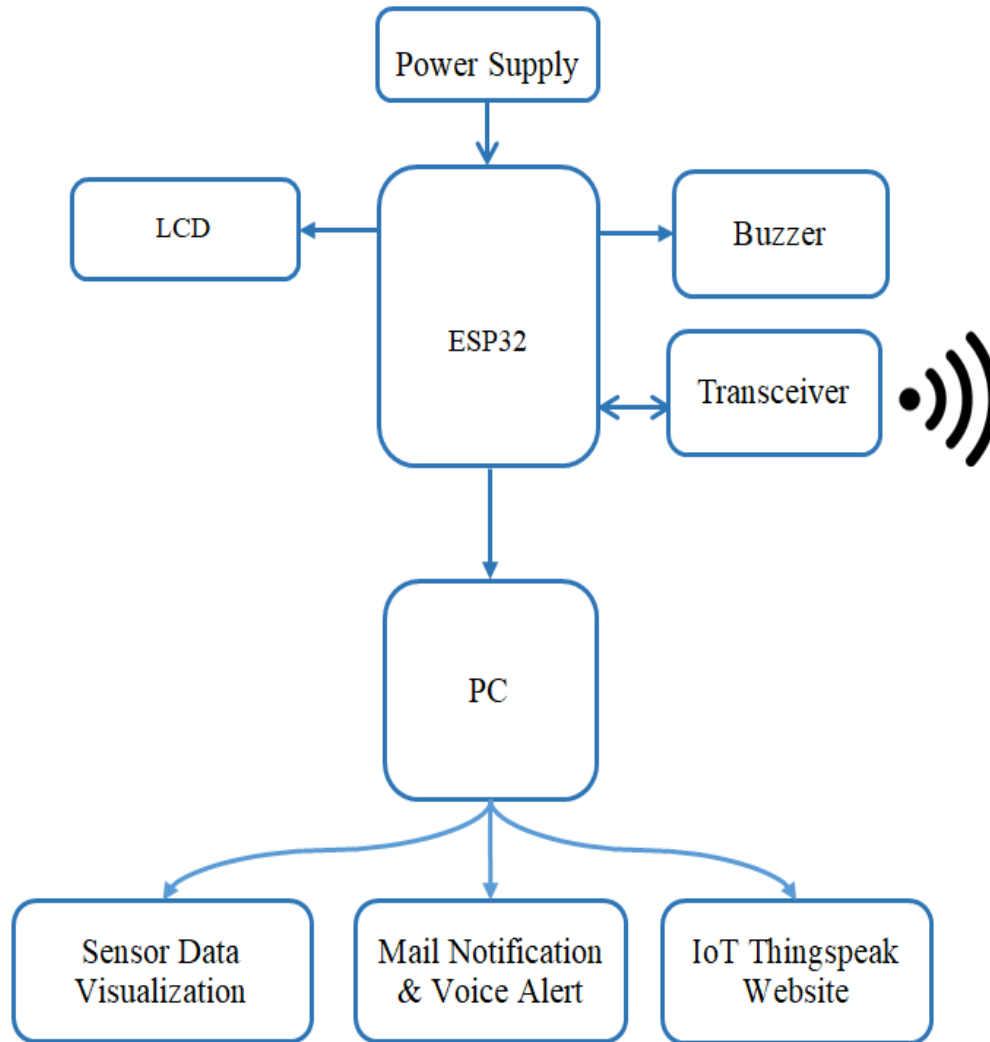 Power Supply
LCD
Buzzer
ESP32
Transceiver
PC
Sensor Data
Visualization
Mail Notification
& Voice Alert
IoT Thingspeak
Website